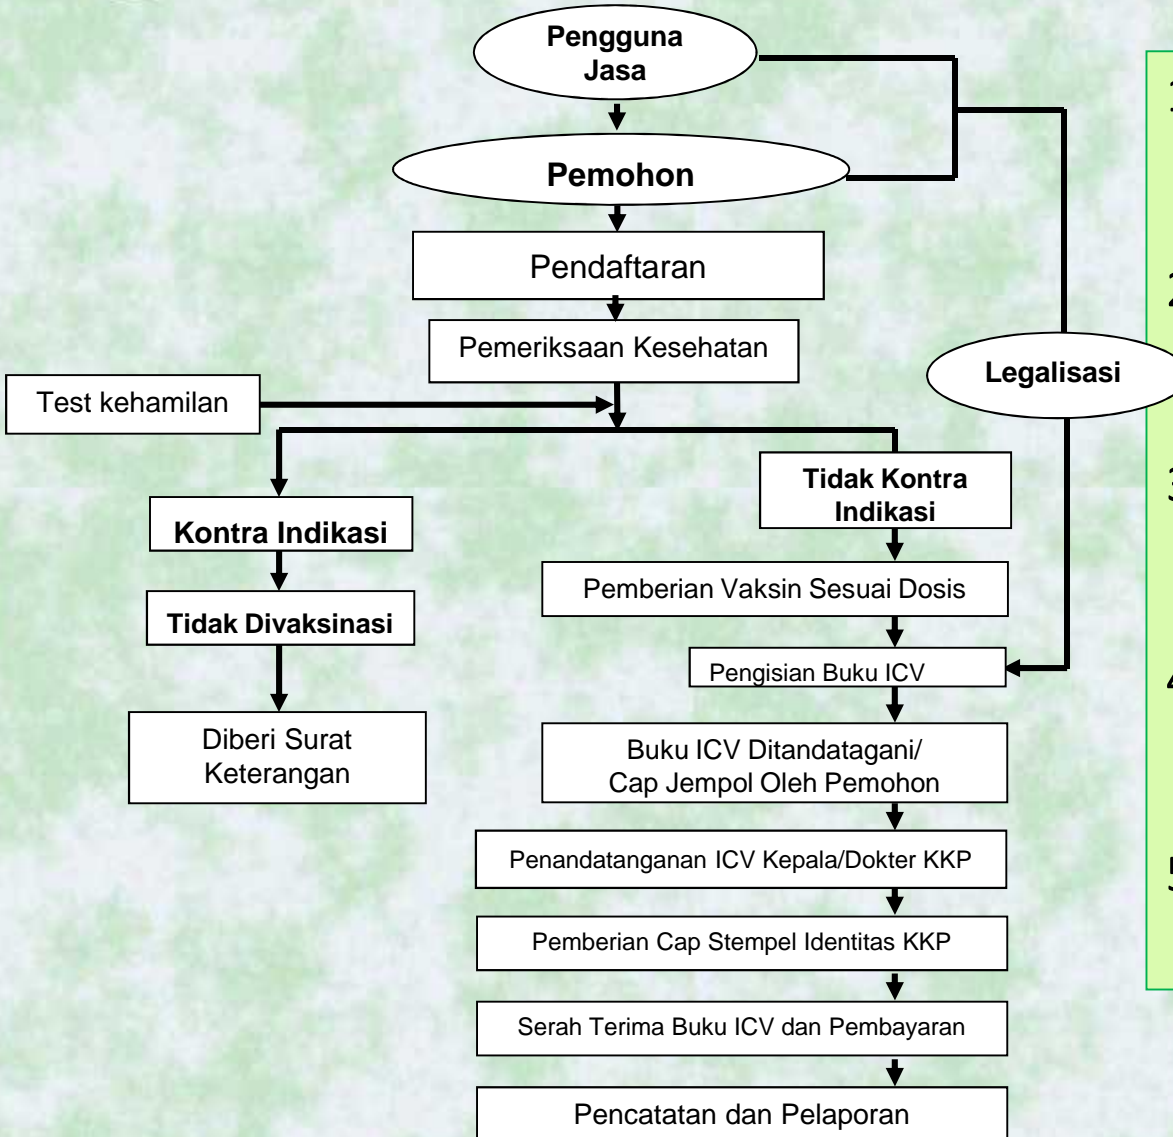 Pengguna
Jasa
Pemohon
Pendaftaran
Pemeriksaan Kesehatan
Legalisasi
Test kehamilan
Tidak Kontra
Indikasi
Kontra Indikasi
Pemberian Vaksin Sesuai Dosis
Tidak Divaksinasi
Pengisian Buku ICV
Diberi Surat
Keterangan
Buku ICV Ditandatagani/
Cap Jempol Oleh Pemohon
Penandatanganan ICV Kepala/Dokter KKP
Pemberian Cap Stempel Identitas KKP
Serah Terima Buku ICV dan Pembayaran
Pencatatan dan Pelaporan